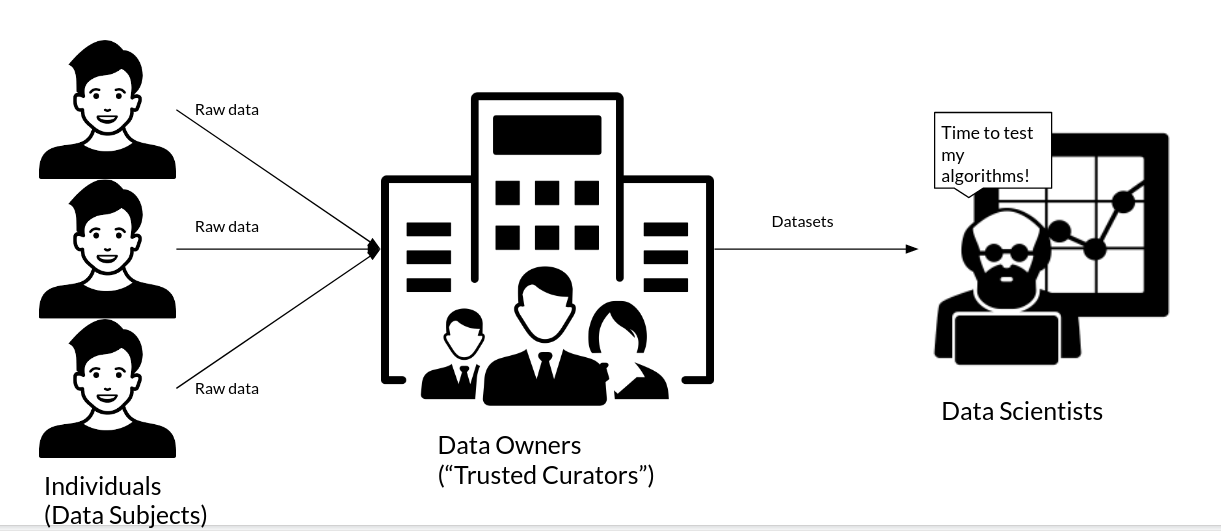 Raw data
Raw data
Raw data
Individuals
(Data Subjects)
Data Owners
(“Trusted Curators”)
Datasets
Time to test
my
algorithms!
Data Scientists